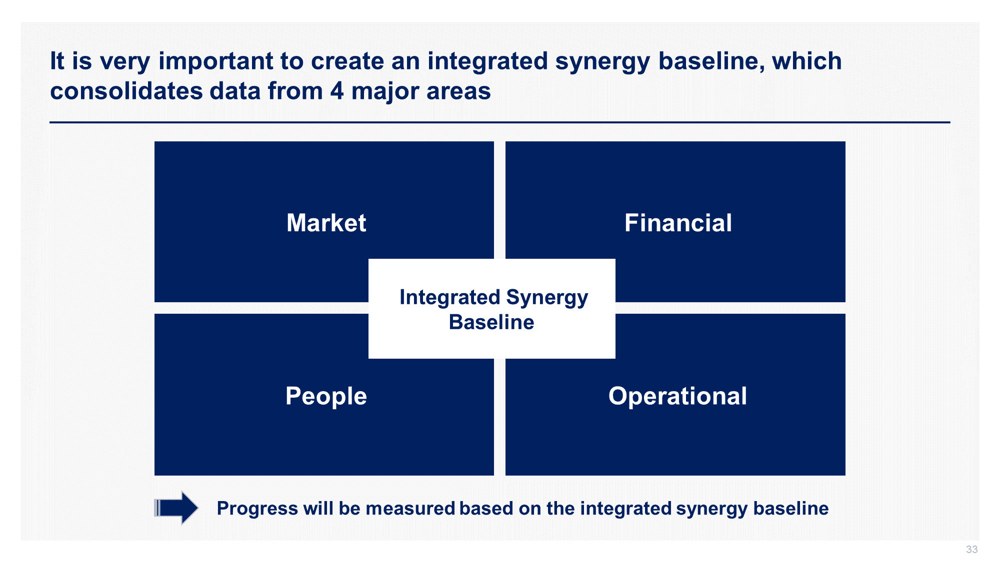 It is very important to create an integrated synergy baseline, which
consolidates data from 4 major areas
Market
Financial
Integrated Synergy
Baseline
People
Operational
Progress will be measured based on the integrated synergy baseline
33